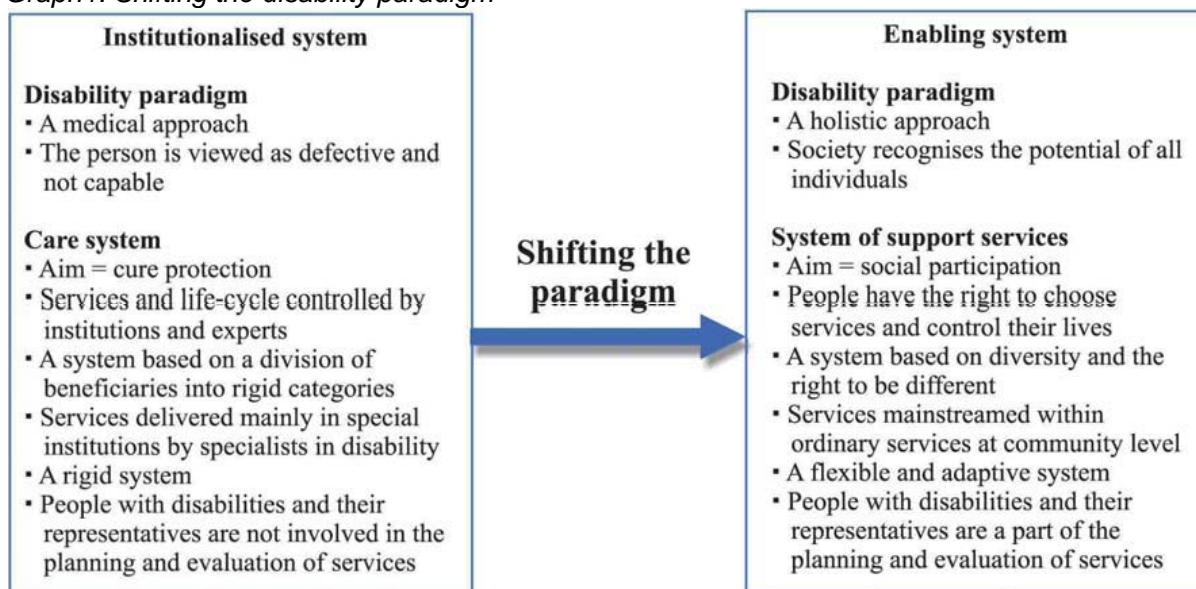 Graph 1: Shifting the disability paradigm
Institutionalised system
Disability paradigm
▪ A medical approach
▪ The person is viewed as defective and
not capable
Care system
▪ Aim = cure protection
▪ Services and life-cycle controlled by
institutions and experts
▪ A system based on a division of
beneficiaries into rigid categories
▪ Services delivered mainly in special
institutions by specialists in disability
▪ A rigid system
▪ People with disabilities and their
representatives are not involved in the
planning and evaluation of services
Shifting the
paradigm
Enabling system
Disability paradigm
▪ A holistic approach
▪ Society recognises the potential of all
individuals
System of support services
▪ Aim = social participation
▪ People have the right to choose
services and control their lives
▪ A system based on diversity and the
right to be different
▪ Services mainstreamed within
ordinary services at community level
▪ A flexible and adaptive system
▪ People with disabilities and their
representatives are a part of the
planning and evaluation of services